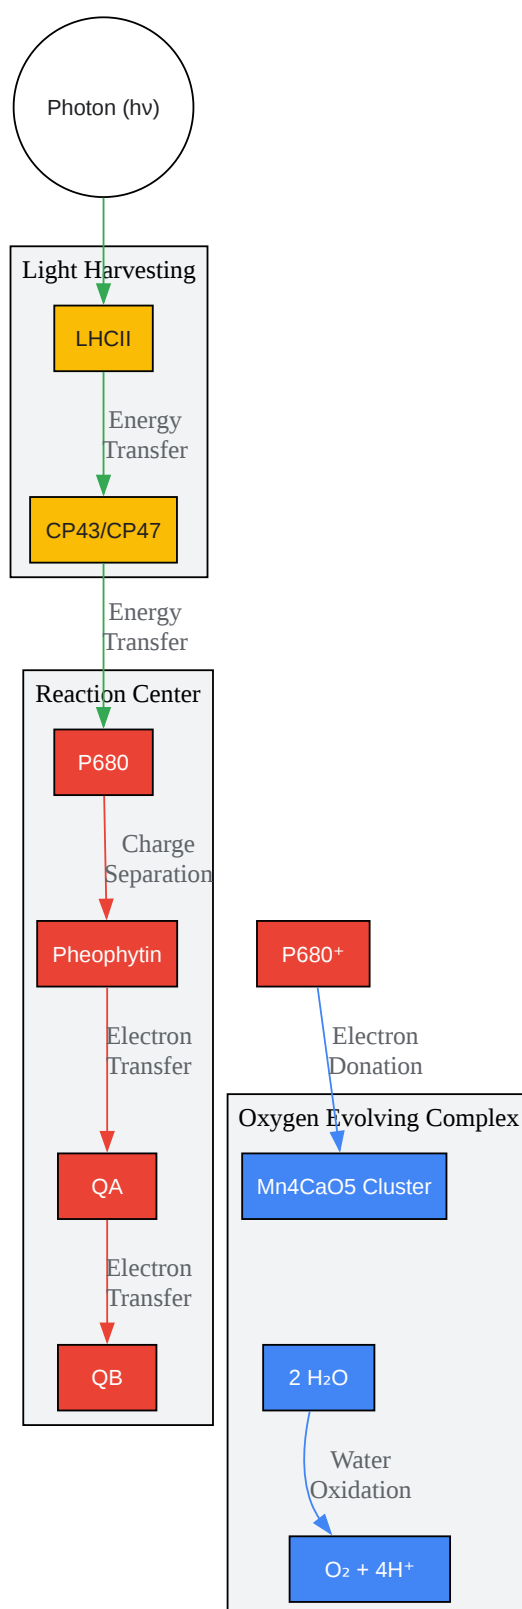 Photon (hν)
Light Harvesting
LHCII
Energy
Transfer
CP43/CP47
Energy
Transfer
Reaction Center
P680
Charge
Separation
Pheophytin
P680⁺
Electron
Transfer
Electron
Donation
Oxygen Evolving Complex
QA
Mn4CaO5 Cluster
Electron
Transfer
QB
2 H₂O
Water
Oxidation
O₂ + 4H⁺